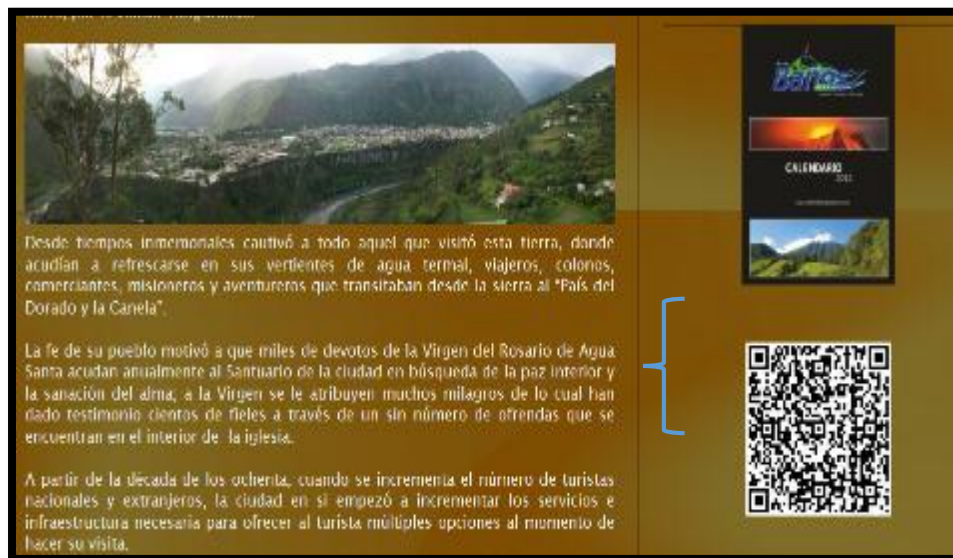 Desde tiempos inmemoriales cautivó a todo aquel que visitó esta tierra, donde
acudían a refrescarse en sus vertientes de agua termal, viajeros, colonos,
comerciantes, misioneros y aventureros que transitaban desde la sierra al "País del
Dorado y la Canela".
La fe de su pueblo motivó a que miles de devotos de la Virgen del Rosario de Agua
Santa acudan anualmente al Santuario de la ciudad en búsqueda de la paz interior y
la sanación del alma, a la Virgen se le atribuyen muchos milagros de lo cual han
dado testimonio cientos de fieles a través de un sin número de ofrendas que se
encuentran en el interior de la iglesia.
A partir de la década de los ochenta, cuando se incrementa el número de turistas
nacionales y extranjeros, la ciudad en si empezó a incrementar los servicios e
infraestructura necesaria para ofrecer al turista múltiples opciones al momento de
hacer su visita.
Baños
CALENDARIO